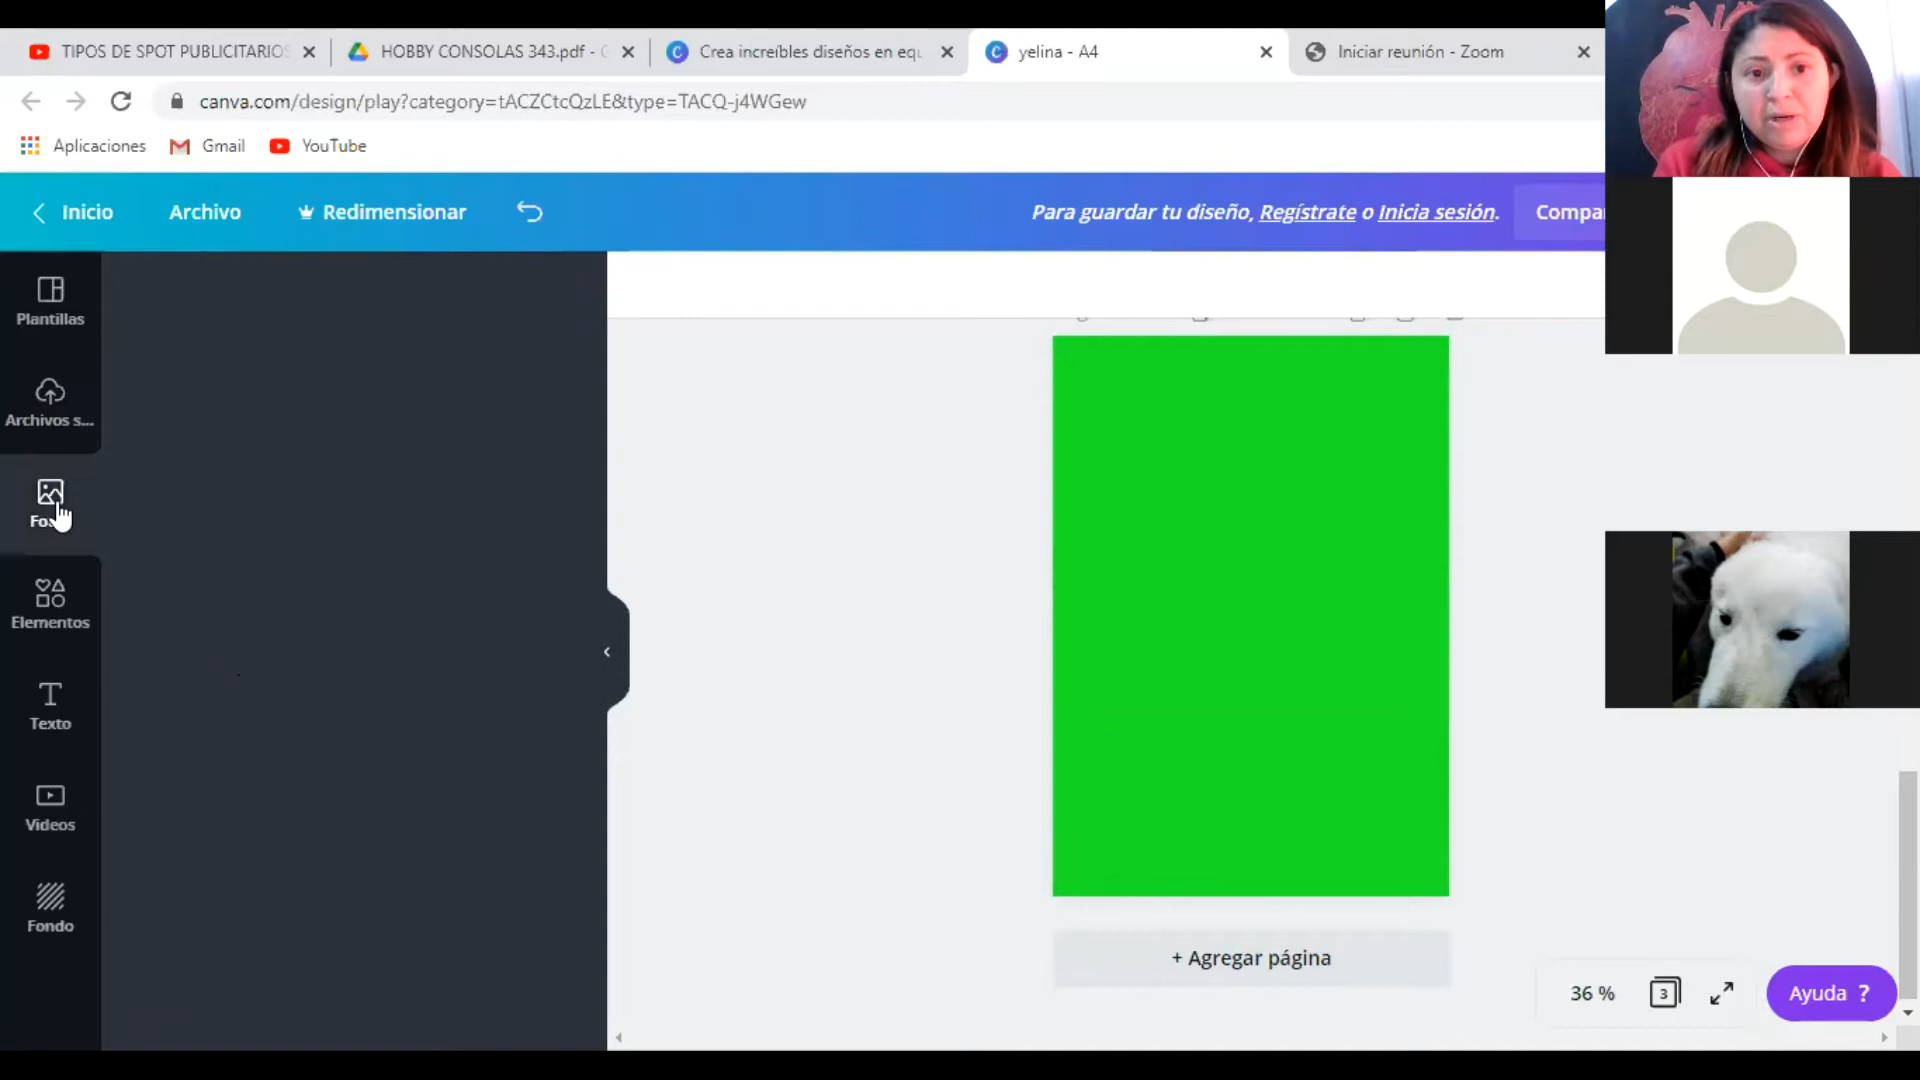 TIPOS DE SPOT PUBLICITARIOS
HOBBY CONSOLAS 343.pdf - G
Crea increíbles diseños en equ
yelina - A4
Iniciar reunión - Zoom
canva.com/design/play?category=tACZCtcQzLE&type=TACQ-j4WGew
Aplicaciones
Gmail
YouTube
Inicio
Archivo
Redimensionar
Para guardar tu diseño, Regístrate o Inicia sesión.
Compar
Plantillas
Archivos s...
Elementos
Texto
Videos
Fondo
+ Agregar página
36 %
3
Ayuda ?